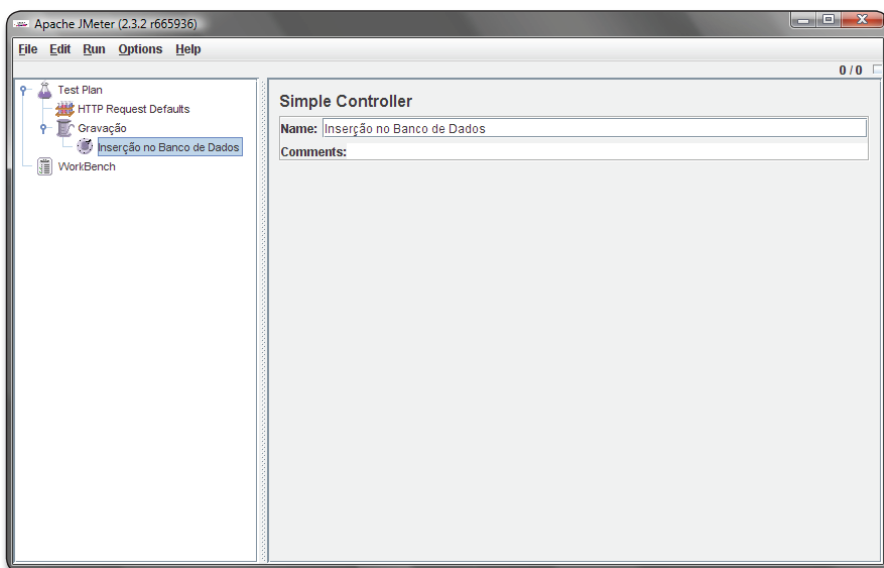 Apache JMeter (2.3.2 r665936)
File Edit Run Options Help
0 / 0
Test Plan
HTTP Request Defaults
Gravação
Inserção no Banco de Dados
WorkBench
Simple Controller
Name: Inserção no Banco de Dados
Comments: